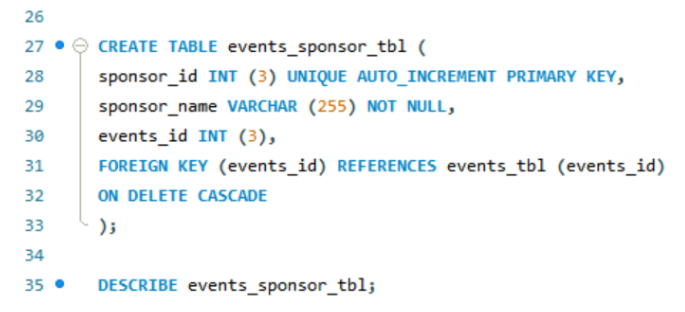 26
27 CREATE TABLE events_sponsor_tbl (
28 sponsor_id INT (3) UNIQUE AUTO_INCREMENT PRIMARY KEY,
29 sponsor_name VARCHAR (255) NOT NULL,
30 events_id INT (3),
31 FOREIGN KEY (events_id) REFERENCES events_tbl (events_id)
32 ON DELETE CASCADE
33 );
34
35 DESCRIBE events_sponsor_tbl;